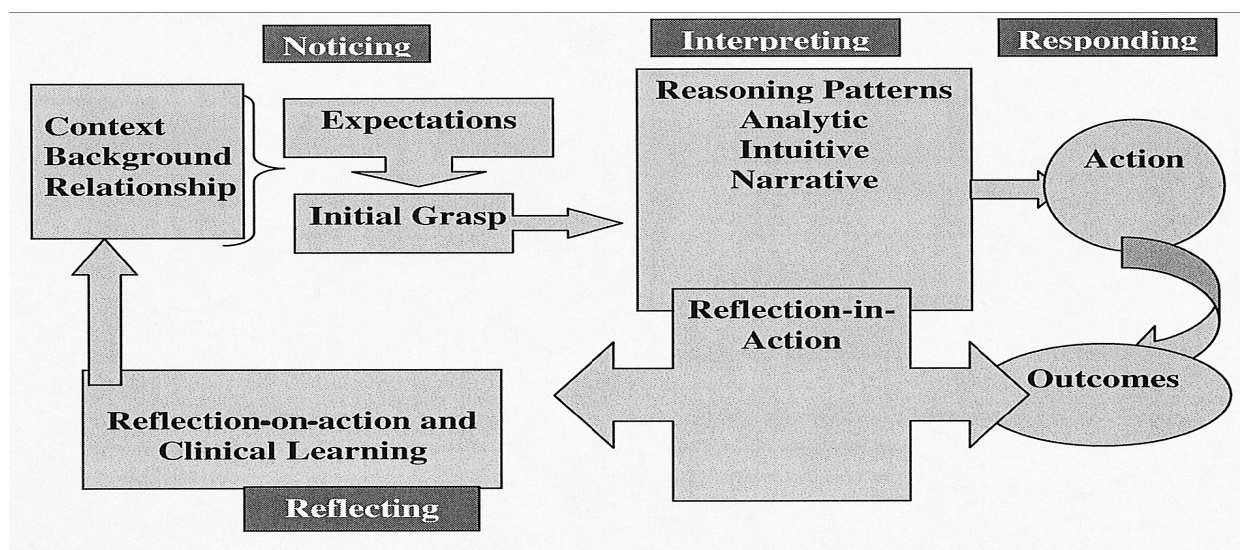 Noticing
Interpreting
Responding
Context
Background
Relationship
Expectations
Initial Grasp
Reasoning Patterns
Analytic
Intuitive
Narrative
Action
Reflection-in-
Action
Outcomes
Reflection-on-action and
Clinical Learning
Reflecting